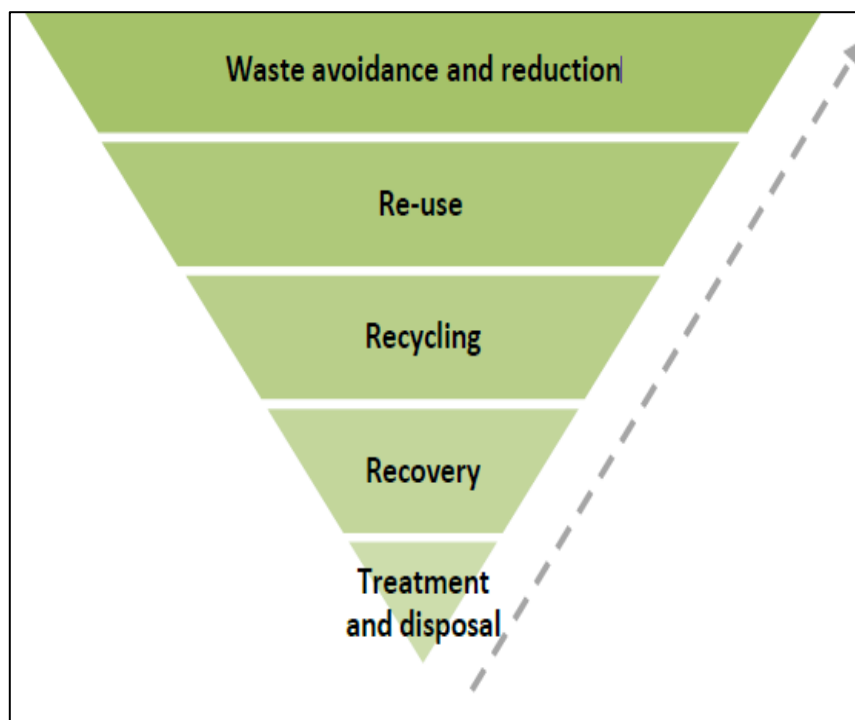 Waste avoidance and reduction
Re-use
Recycling
Recovery
Treatment
and disposal